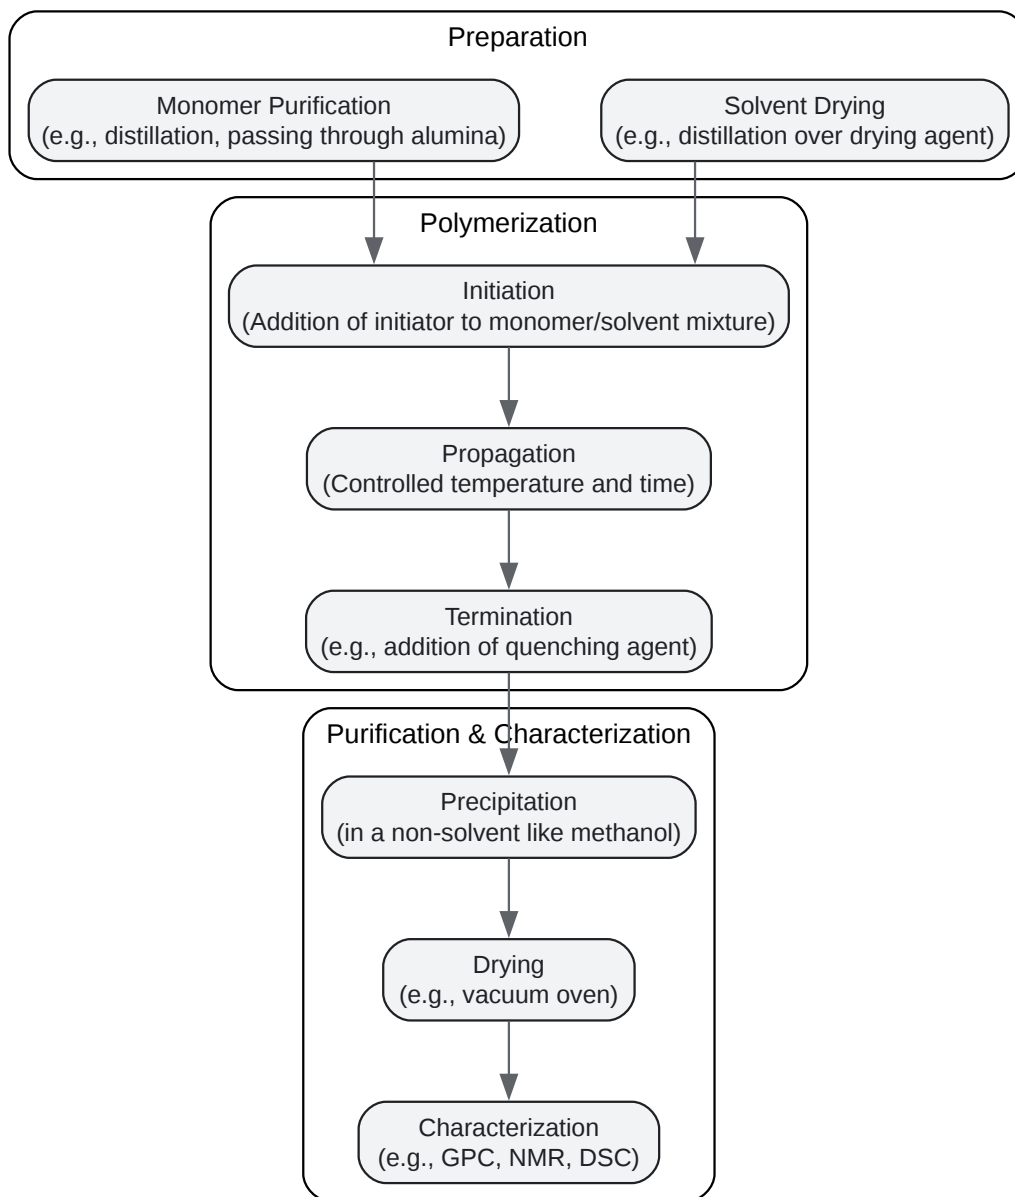 Preparation
Monomer Purification
(e.g., distillation, passing through alumina)
Solvent Drying
(e.g., distillation over drying agent)
Polymerization
Initiation
(Addition of initiator to monomer/solvent mixture)
Propagation
(Controlled temperature and time)
Termination
(e.g., addition of quenching agent)
Purification & Characterization
Precipitation
(in a non-solvent like methanol)
Drying
(e.g., vacuum oven)
Characterization
(e.g., GPC, NMR, DSC)